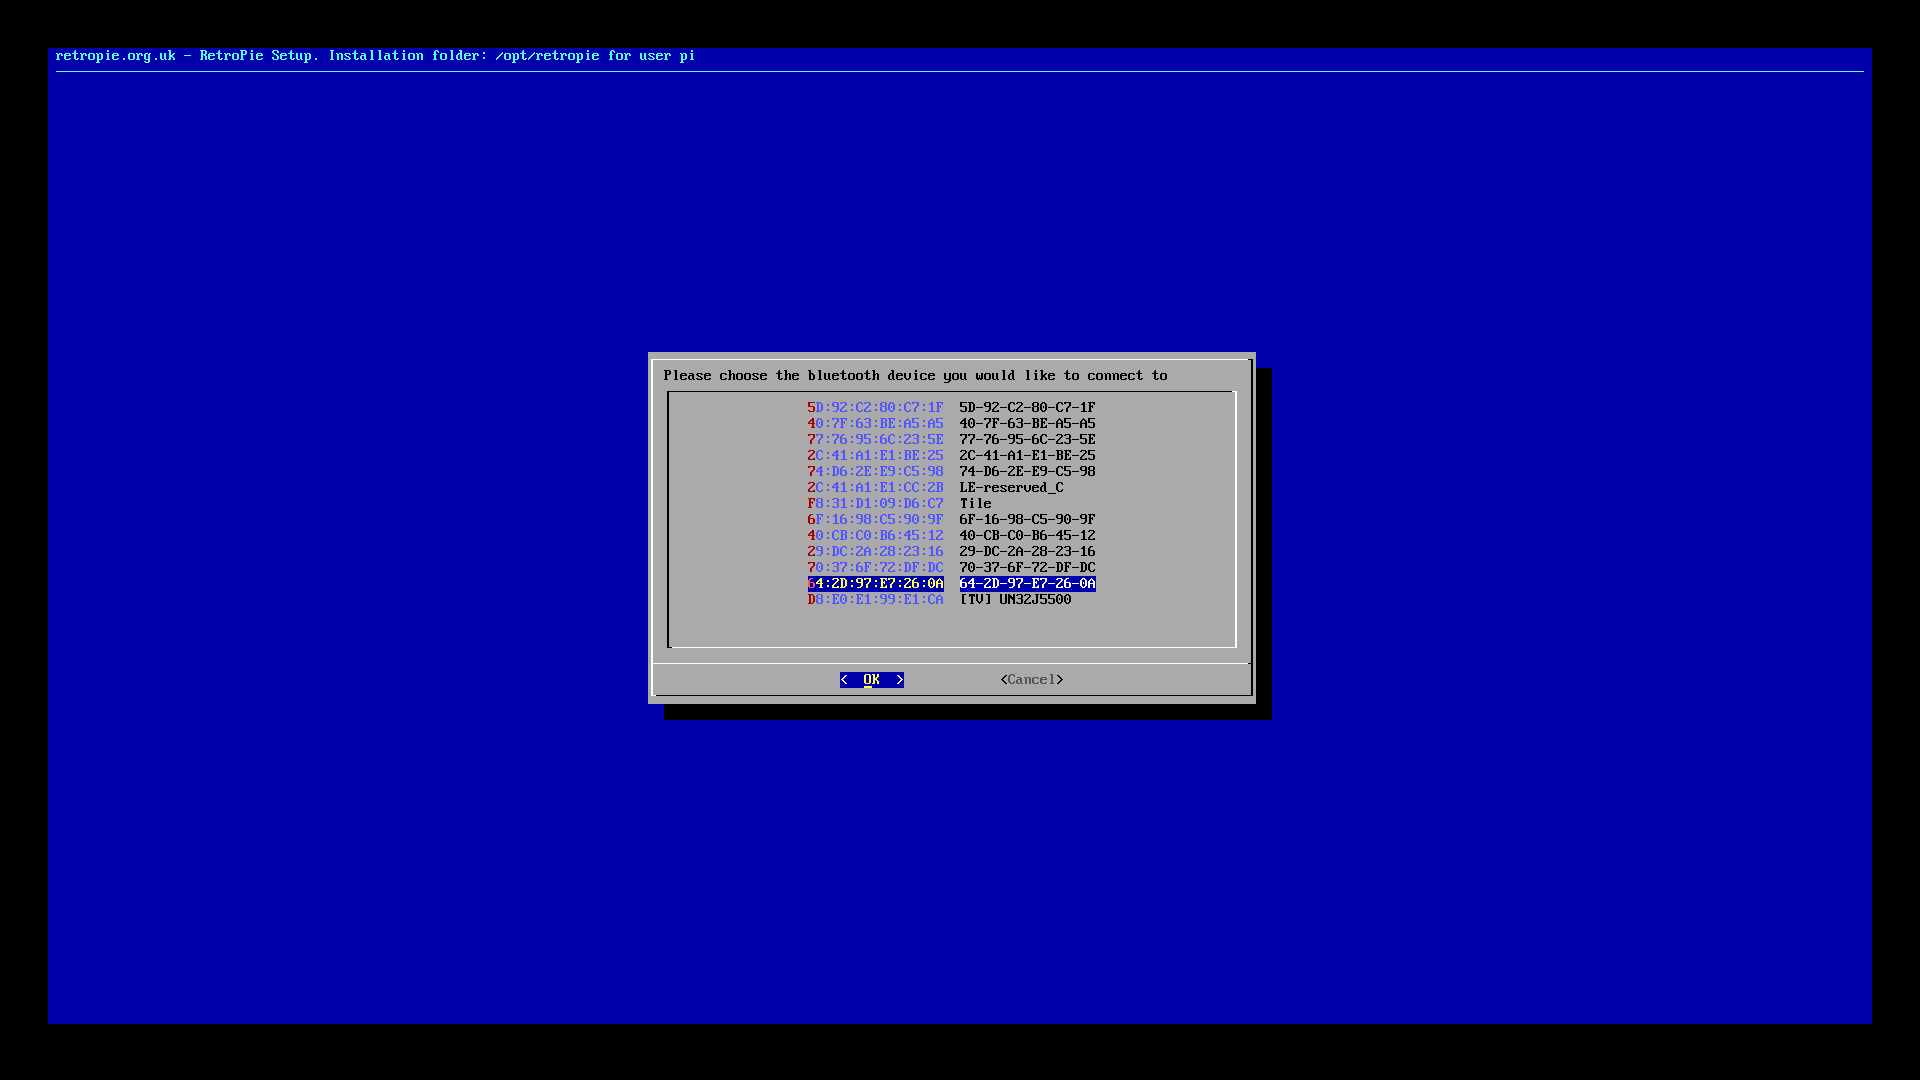 retropie.org.uk - RetroPie Setup. Installation folder: /opt/retropie for user pi
Please choose the bluetooth device you would like to connect to
5D:92:C2:80:C7:1F 5D-92-C2-80-C7-1F
40:7F:63:BE:A5:A5 40-7F-63-BE-A5-A5
77:76:95:6C:23:5E 77-76-95-6C-23-5E
2C:41:A1:E1:BE:25 2C-41-A1-E1-BE-25
74:D6:2E:E9:C5:98 74-D6-2E-E9-C5-98
2C:41:A1:E1:CC:2B LE-reserved_C
F8:31:D1:09:D6:C7 Tile
6F:16:98:C5:90:9F 6F-16-98-C5-90-9F
40:CB:C0:B6:45:12 40-CB-C0-B6-45-12
29:DC:2A:28:23:16 29-DC-2A-28-23-16
70:37:6F:72:DF:DC 70-37-6F-72-DF-DC
64:2D:97:E7:26:0A 64-2D-97-E7-26-0A
D8:E0:E1:99:E1:CA [TV] UN32J5500
< OK > <Cancel>